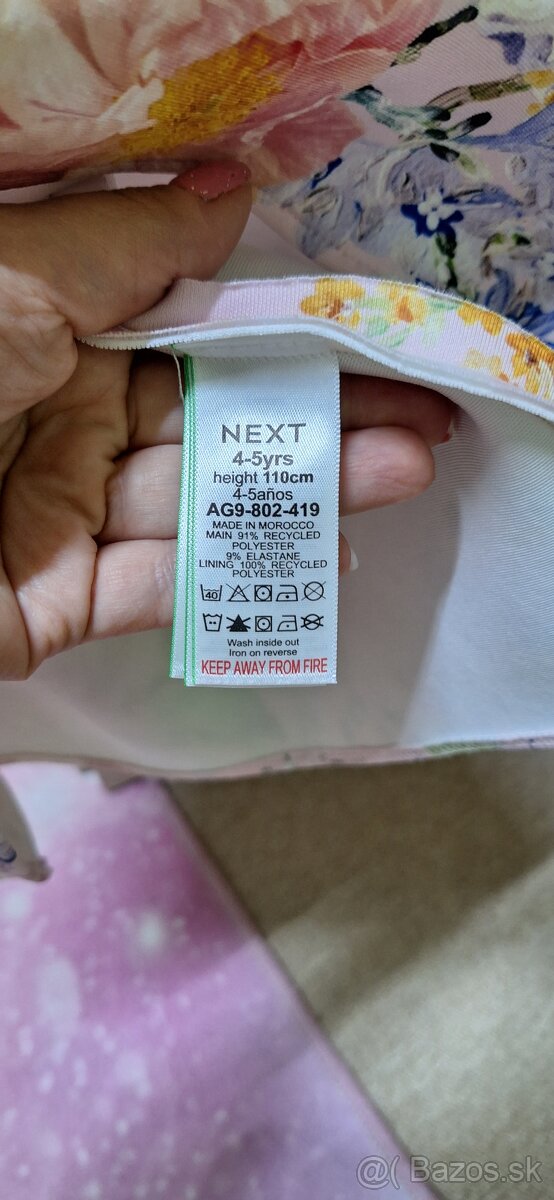 NEXT
4-5yrs
height 110cm
4-5años
AG9-802-419
MADE IN MOROCCO
MAIN 91% RECYCLED
POLYESTER
9% ELASTANE
LINING 100% RECYCLED
POLYESTER
40
Wash inside out
Iron on reverse
KEEP AWAY FROM FIRE
@( Bazos.sk